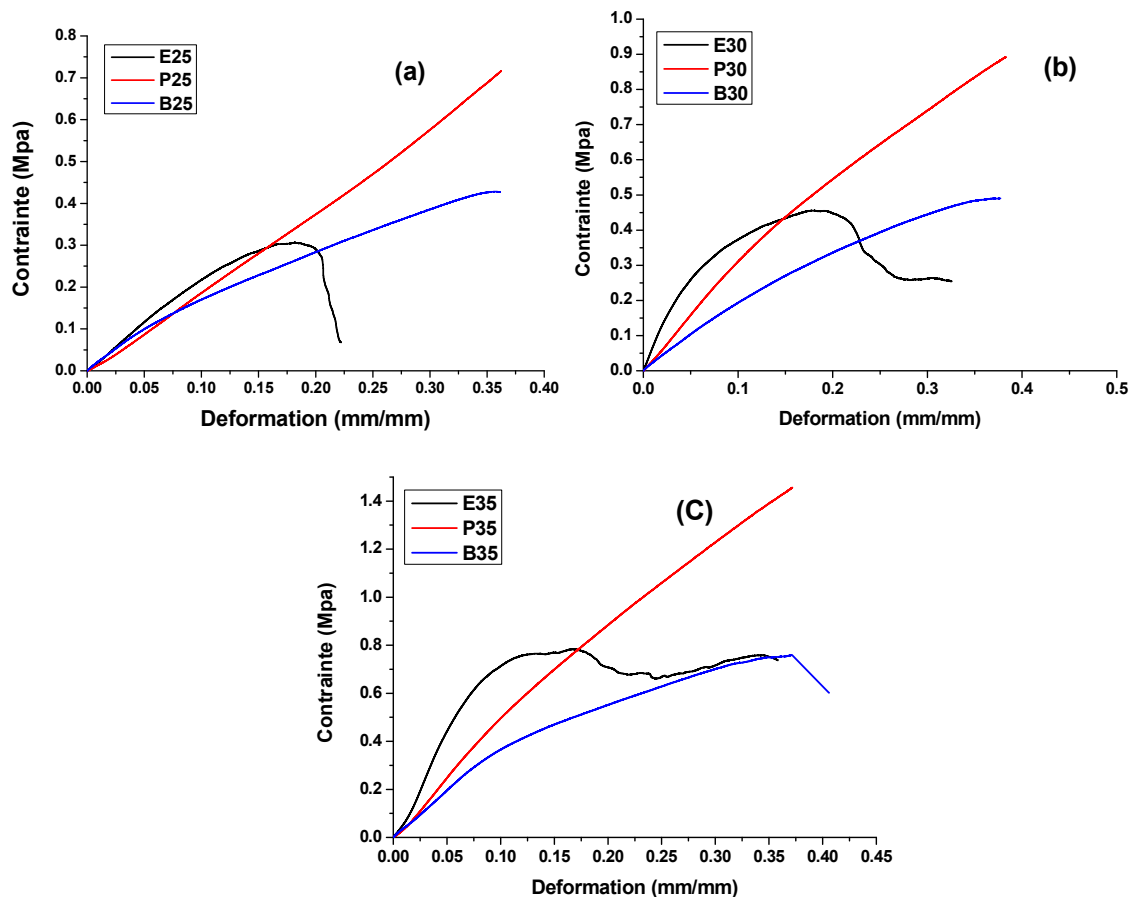 E25
P25
B25
(a)
0.8
0.7
0.6
0.5
0.4
0.3
0.2
0.1
0.0
Contrainte (Mpa)
0.00 0.05 0.10 0.15 0.20 0.25 0.30 0.35 0.40
Deformation (mm/mm)
E30
P30
B30
(b)
1.0
0.9
0.8
0.7
0.6
0.5
0.4
0.3
0.2
0.1
0.0
Contrainte (Mpa)
0.0 0.1 0.2 0.3 0.4 0.5
Deformation (mm/mm)
E35
P35
B35
(C)
1.4
1.2
1.0
0.8
0.6
0.4
0.2
0.0
Contrainte (Mpa)
0.00 0.05 0.10 0.15 0.20 0.25 0.30 0.35 0.40 0.45
Deformation (mm/mm)